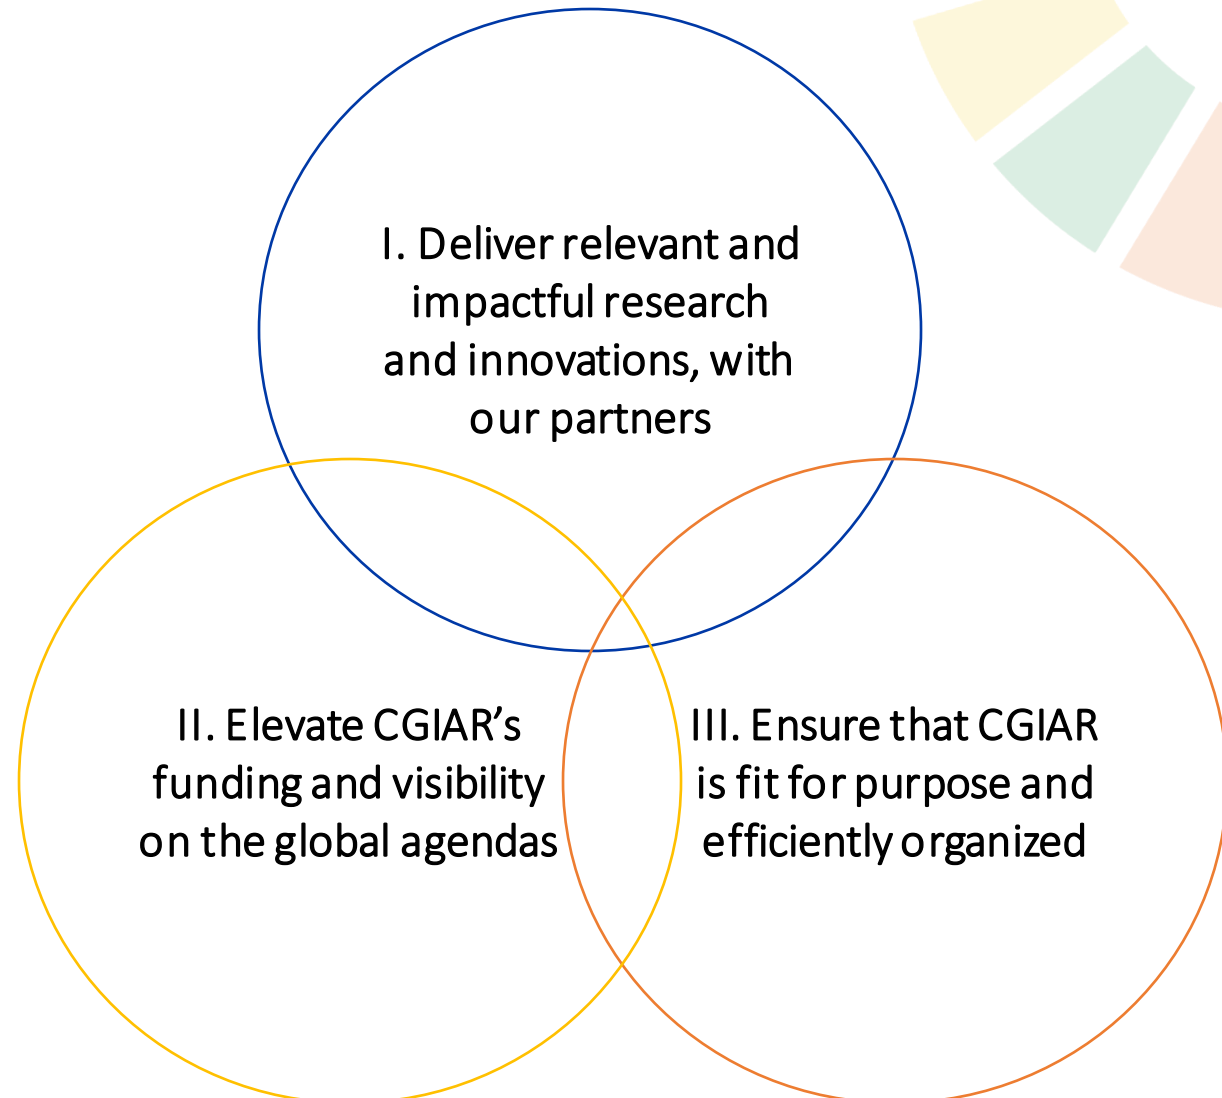 I. Deliver relevant and
impactful research
and innovations, with
our partners
II. Elevate CGIAR’s
funding and visibility
on the global agendas
III. Ensure that CGIAR
is fit for purpose and
efficiently organized